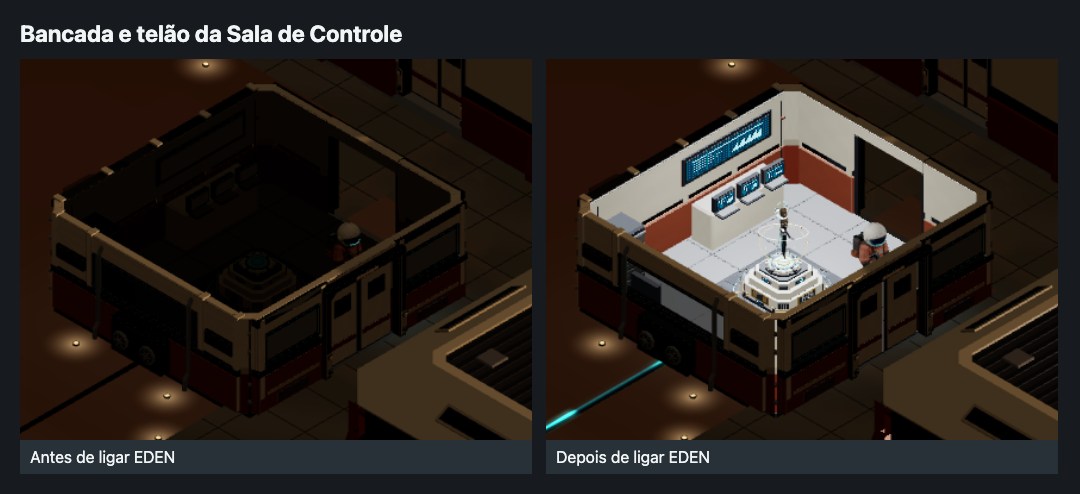 Bancada e telão da Sala de Controle
Antes de ligar EDEN
Depois de ligar EDEN